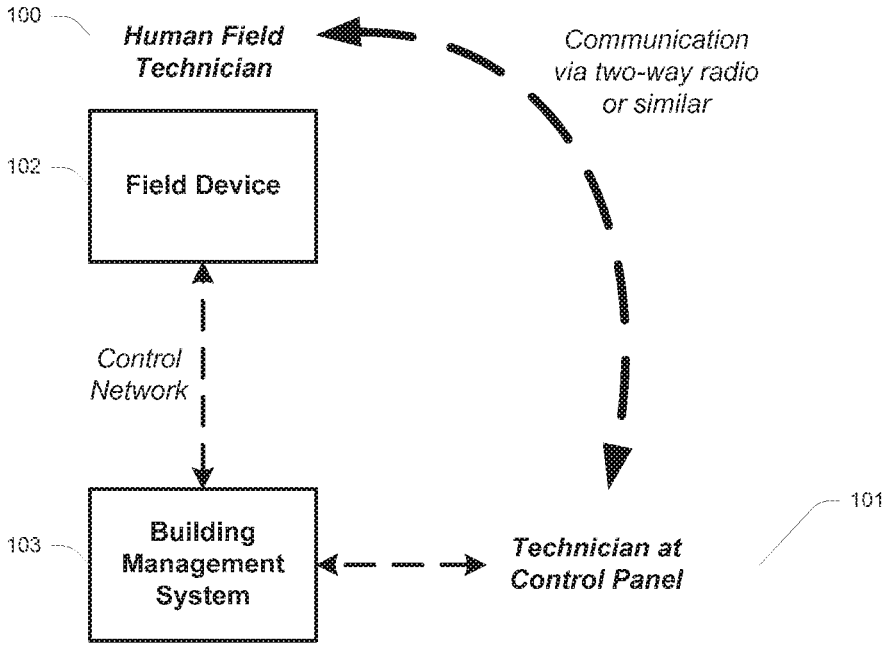 100
Human Field
Technician
Communication
via two-way radio
or similar
102
Field Device
Control
Network
103
Building
Management
System
Technician at
Control Panel
101